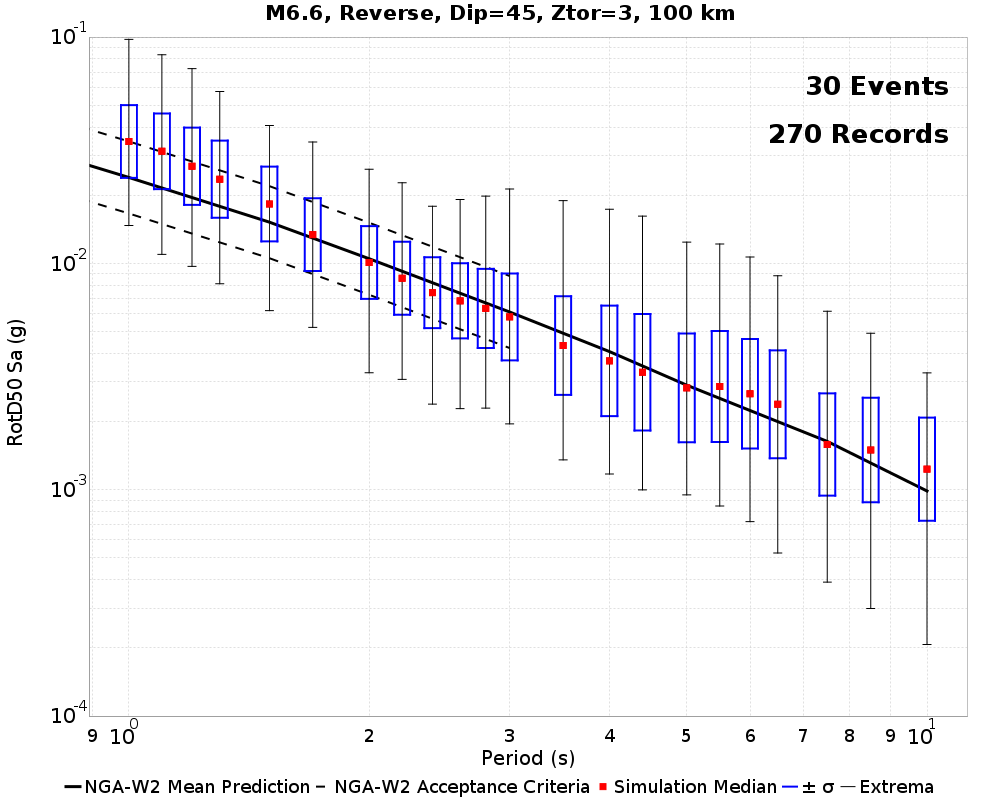 M6.6, Reverse, Dip=45, Ztor=3, 100 km
30 Events
270 Records
RotD50 Sa (g)
10^-1
10^-2
10^-3
10^-4
9 10^0 2 3 4 5 6 7 8 9 10^1
Period (s)
NGA-W2 Mean Prediction NGA-W2 Acceptance Criteria Simulation Median ± σ Extrema